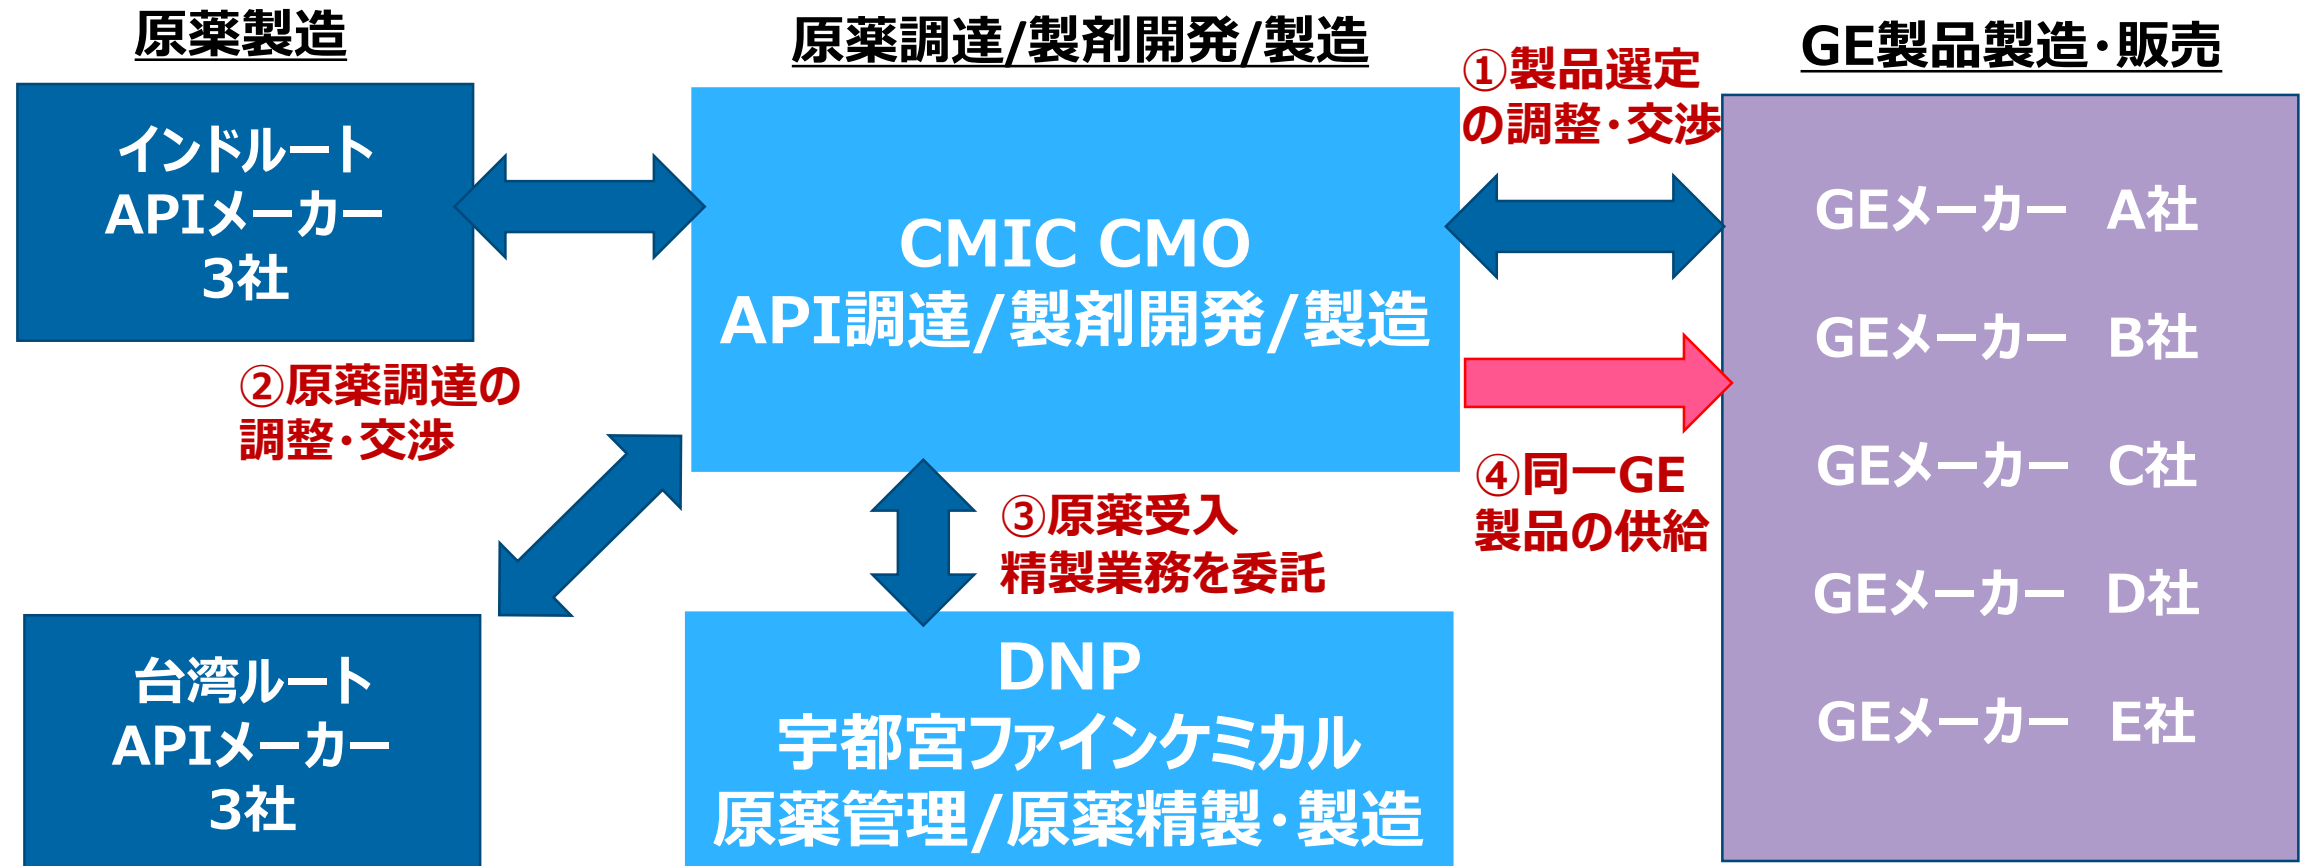 原薬製造
インドルート
APIメーカー
3社
②原薬調達の
調整・交渉
台湾ルート
APIメーカー
3社
原薬調達/製剤開発/製造
CMIC CMO
API調達/製剤開発/製造
③原薬受入
精製業務を委託
DNP
宇都宮ファインケミカル
原薬管理/原薬精製・製造
①製品選定
の調整・交渉
④同一GE
製品の供給
GE製品製造・販売
GEメーカー　A社
GEメーカー　B社
GEメーカー　C社
GEメーカー　D社
GEメーカー　E社